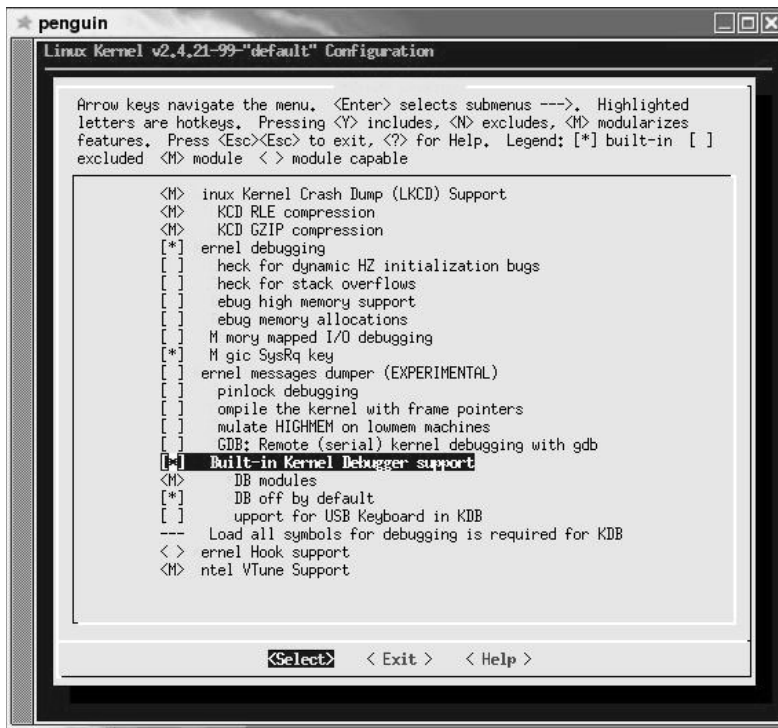 penguin
Linux Kernel v2.4.21-99-"default" Configuration
Arrow keys navigate the menu. <Enter> selects submenus --->. Highlighted
letters are hotkeys. Pressing <Y> includes, <N> excludes, <M> modularizes
features. Press <Esc><Esc> to exit, <?> for Help. Legend: [*] built-in [ ]
excluded <M> module < > module capable
<M> inux Kernel Crash Dump (LKCD) Support
<M> KCD RLE compression
<M> KCD GZIP compression
[*] ernel debugging
[ ] heck for dynamic HZ initialization bugs
[ ] heck for stack overflows
[ ] ebug high memory support
[ ] ebug memory allocations
[ ] M mory mapped I/O debugging
[*] M gic SysRq key
[ ] ernel messages dumper (EXPERIMENTAL)
[ ] pinlock debugging
[ ] ompile the kernel with frame pointers
[ ] mulate HIGHMEM on lowmem machines
[ ] GDB: Remote (serial) kernel debugging with gdb
[*] Built-in Kernel Debugger support
<M> DB modules
[*] DB off by default
[ ] upport for USB Keyboard in KDB
--- Load all symbols for debugging is required for KDB
< > ernel Hook support
<M> ntel VTune Support
<Select> < Exit > < Help >